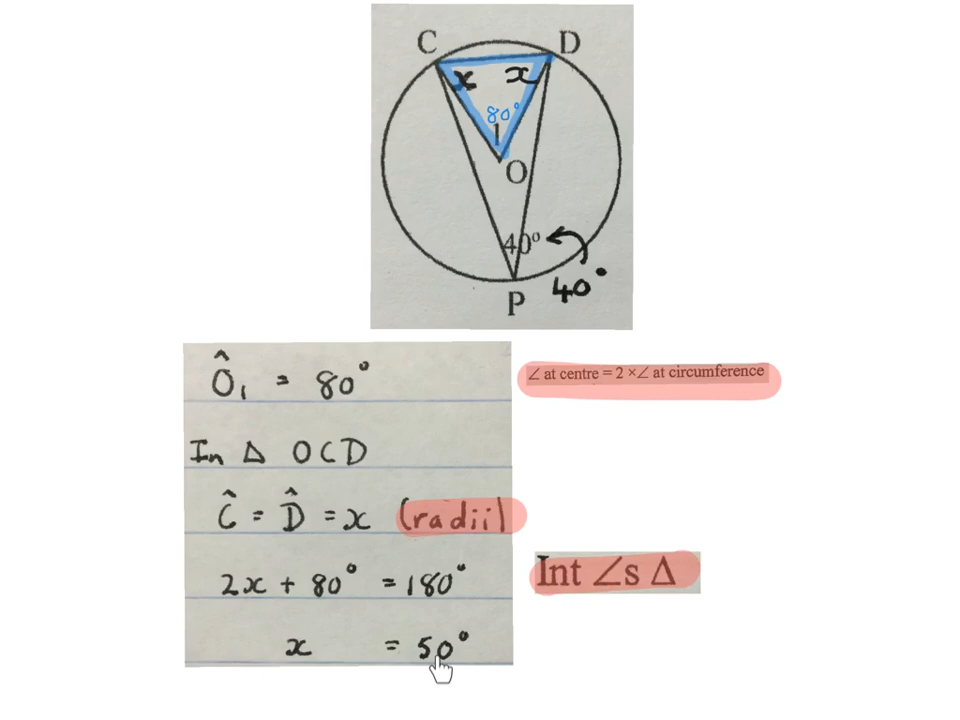 C D
x x
80°
1
O
40°
40°
P
Ô₁ = 80°
∠ at centre = 2 ×∠ at circumference
In Δ OCD
Ĉ = D̂ = x (radii)
2x + 80° = 180°
Int ∠s Δ
x = 50°